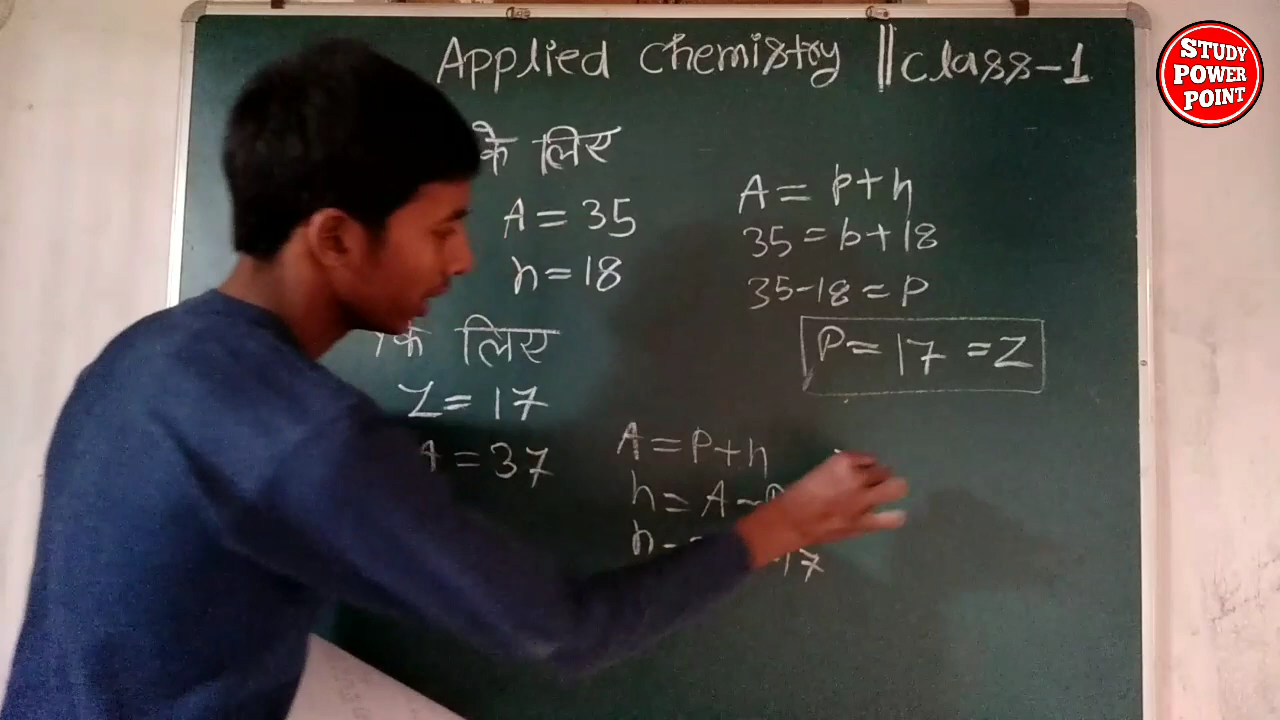 Applied Chemistry || Class-1
STUDY
POWER
POINT
के लिए
A = 35
n = 18
A = p + n
35 = p + 18
35 - 18 = P
P = 17 = Z
के लिए
Z = 17
A = 37
A = P + n
n = A -
n =
17